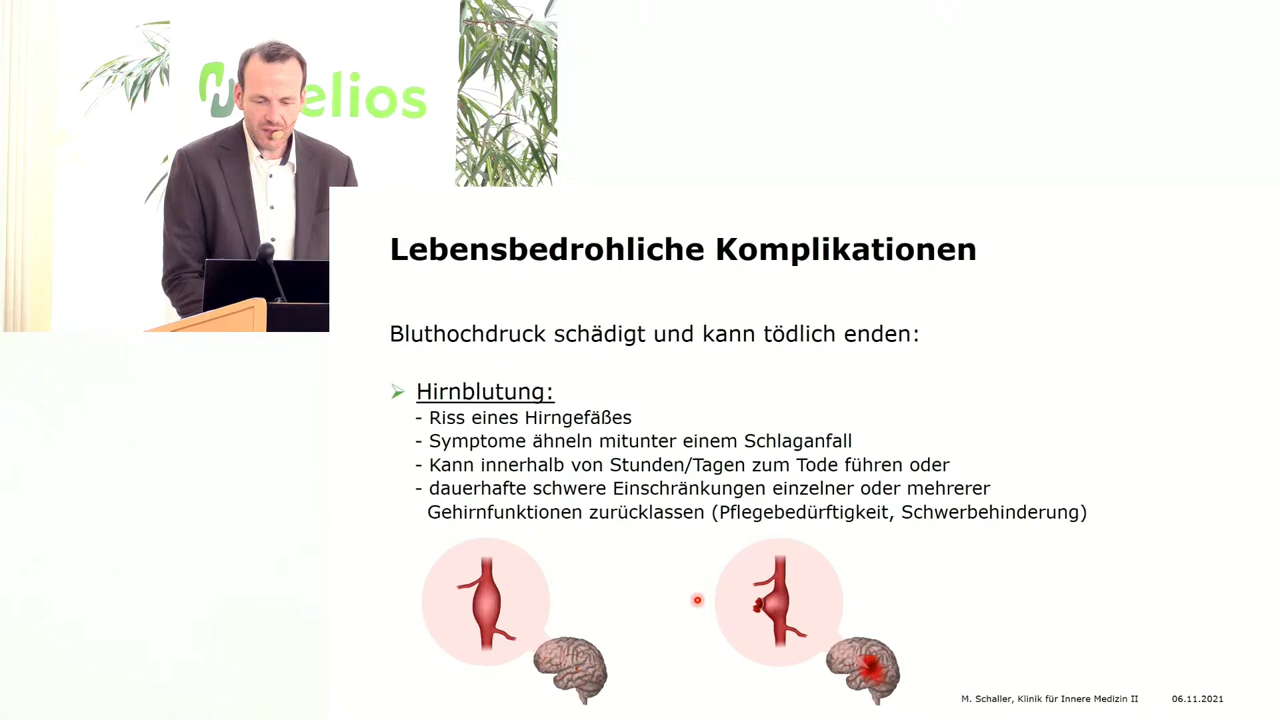 elios
Lebensbedrohliche Komplikationen
Bluthochdruck schädigt und kann tödlich enden:
Hirnblutung:
- Riss eines Hirngefäßes
- Symptome ähneln mitunter einem Schlaganfall
- Kann innerhalb von Stunden/Tagen zum Tode führen oder
- dauerhafte schwere Einschränkungen einzelner oder mehrerer
Gehirnfunktionen zurücklassen (Pflegebedürftigkeit, Schwerbehinderung)
M. Schaller, Klinik für Innere Medizin II 06.11.2021